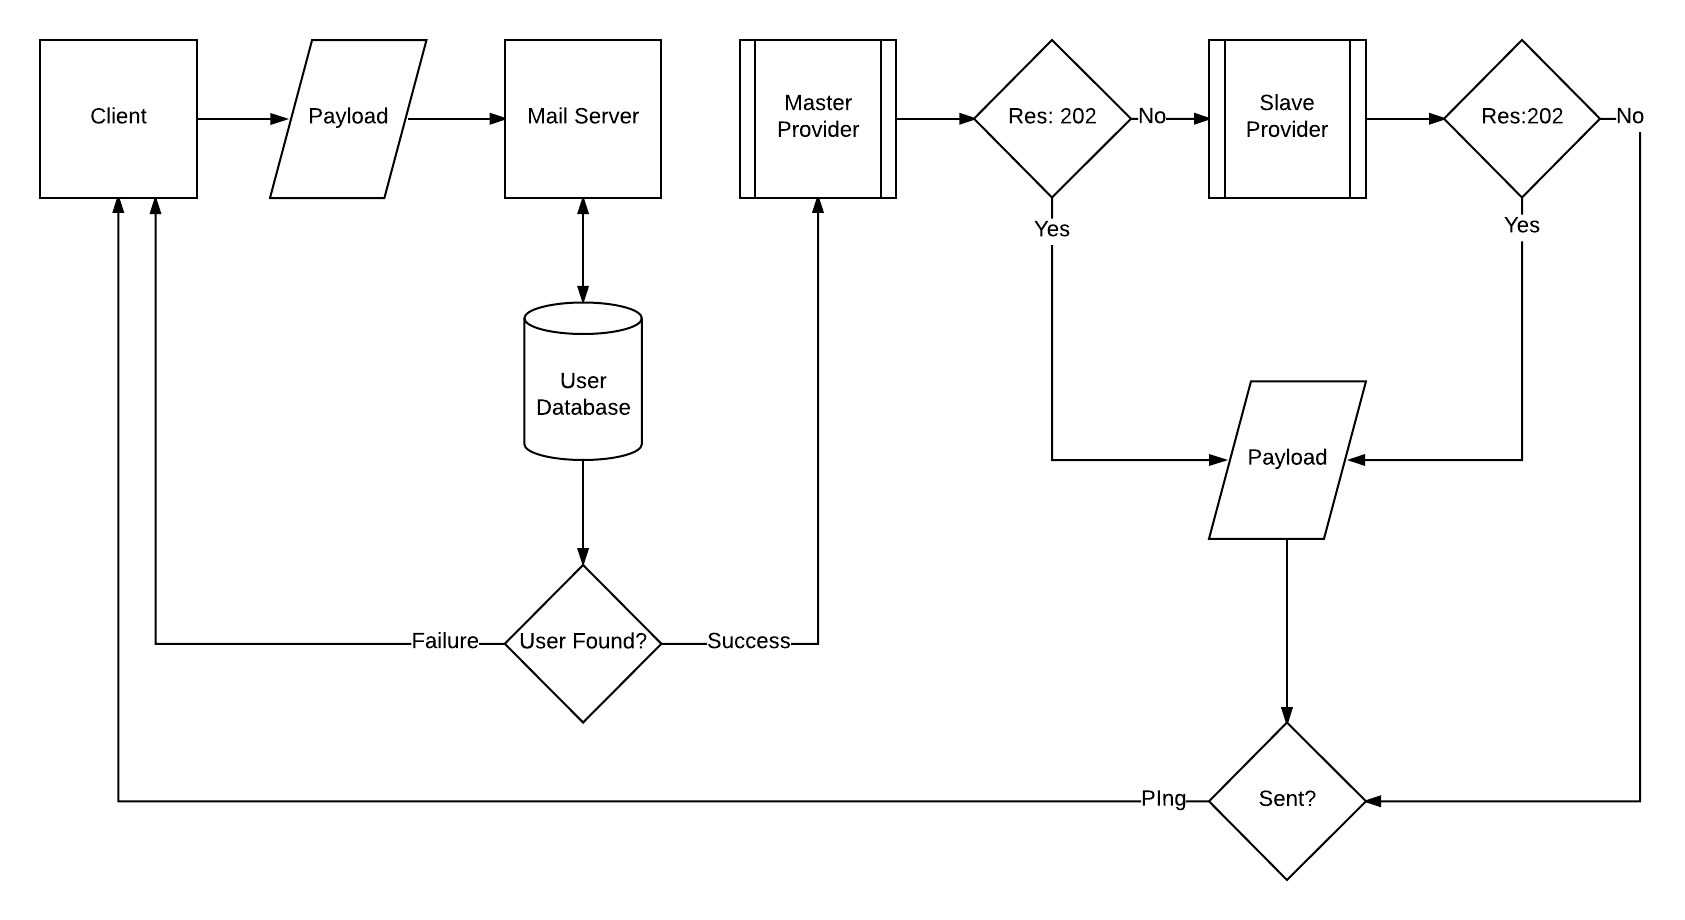 Client
Payload
Mail Server
Master
Provider
Res: 202
No
Slave
Provider
Res:202
No
Yes
Yes
User
Database
Payload
Failure
User Found?
Success
PIng
Sent?